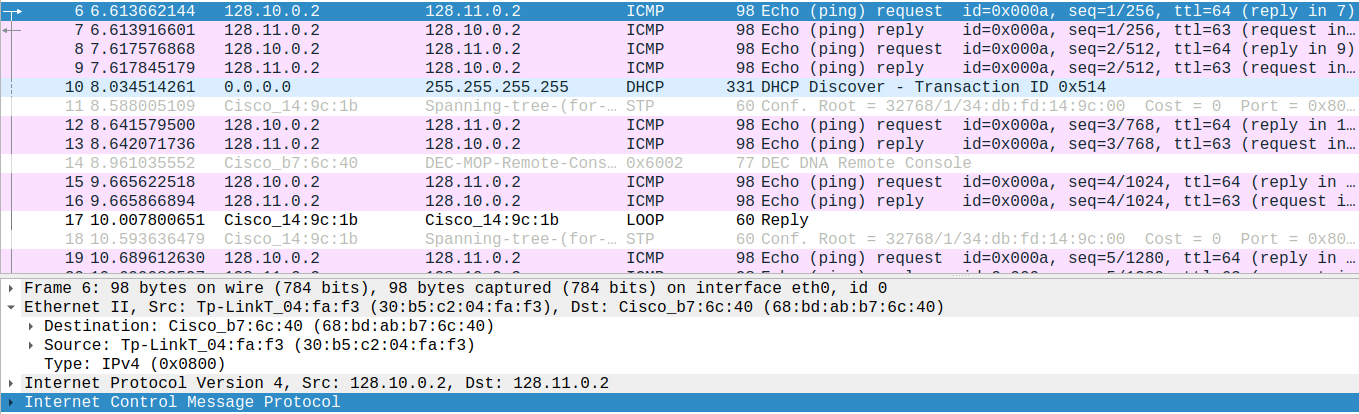 6 6.613662144 128.10.0.2 128.11.0.2 ICMP 98 Echo (ping) request id=0x000a, seq=1/256, ttl=64 (reply in 7)
7 6.613916601 128.11.0.2 128.10.0.2 ICMP 98 Echo (ping) reply id=0x000a, seq=1/256, ttl=63 (request in…
8 7.617576868 128.10.0.2 128.11.0.2 ICMP 98 Echo (ping) request id=0x000a, seq=2/512, ttl=64 (reply in 9)
9 7.617845179 128.11.0.2 128.10.0.2 ICMP 98 Echo (ping) reply id=0x000a, seq=2/512, ttl=63 (request in…
10 8.034514261 0.0.0.0 255.255.255.255 DHCP 331 DHCP Discover - Transaction ID 0x514
11 8.588005109 Cisco_14:9c:1b Spanning-tree-(for-… STP 60 Conf. Root = 32768/1/34:db:fd:14:9c:00 Cost = 0 Port = 0x80…
12 8.641579500 128.10.0.2 128.11.0.2 ICMP 98 Echo (ping) request id=0x000a, seq=3/768, ttl=64 (reply in 1…
13 8.642071736 128.11.0.2 128.10.0.2 ICMP 98 Echo (ping) reply id=0x000a, seq=3/768, ttl=63 (request in…
14 8.961035552 Cisco_b7:6c:40 DEC-MOP-Remote-Cons… 0x6002 77 DEC DNA Remote Console
15 9.665622518 128.10.0.2 128.11.0.2 ICMP 98 Echo (ping) request id=0x000a, seq=4/1024, ttl=64 (reply in …
16 9.665866894 128.11.0.2 128.10.0.2 ICMP 98 Echo (ping) reply id=0x000a, seq=4/1024, ttl=63 (request i…
17 10.007800651 Cisco_14:9c:1b Cisco_14:9c:1b LOOP 60 Reply
18 10.593636479 Cisco_14:9c:1b Spanning-tree-(for-… STP 60 Conf. Root = 32768/1/34:db:fd:14:9c:00 Cost = 0 Port = 0x80…
19 10.689612630 128.10.0.2 128.11.0.2 ICMP 98 Echo (ping) request id=0x000a, seq=5/1280, ttl=64 (reply in …
Frame 6: 98 bytes on wire (784 bits), 98 bytes captured (784 bits) on interface eth0, id 0
Ethernet II, Src: Tp-LinkT_04:fa:f3 (30:b5:c2:04:fa:f3), Dst: Cisco_b7:6c:40 (68:bd:ab:b7:6c:40)
Destination: Cisco_b7:6c:40 (68:bd:ab:b7:6c:40)
Source: Tp-LinkT_04:fa:f3 (30:b5:c2:04:fa:f3)
Type: IPv4 (0x0800)
Internet Protocol Version 4, Src: 128.10.0.2, Dst: 128.11.0.2
Internet Control Message Protocol